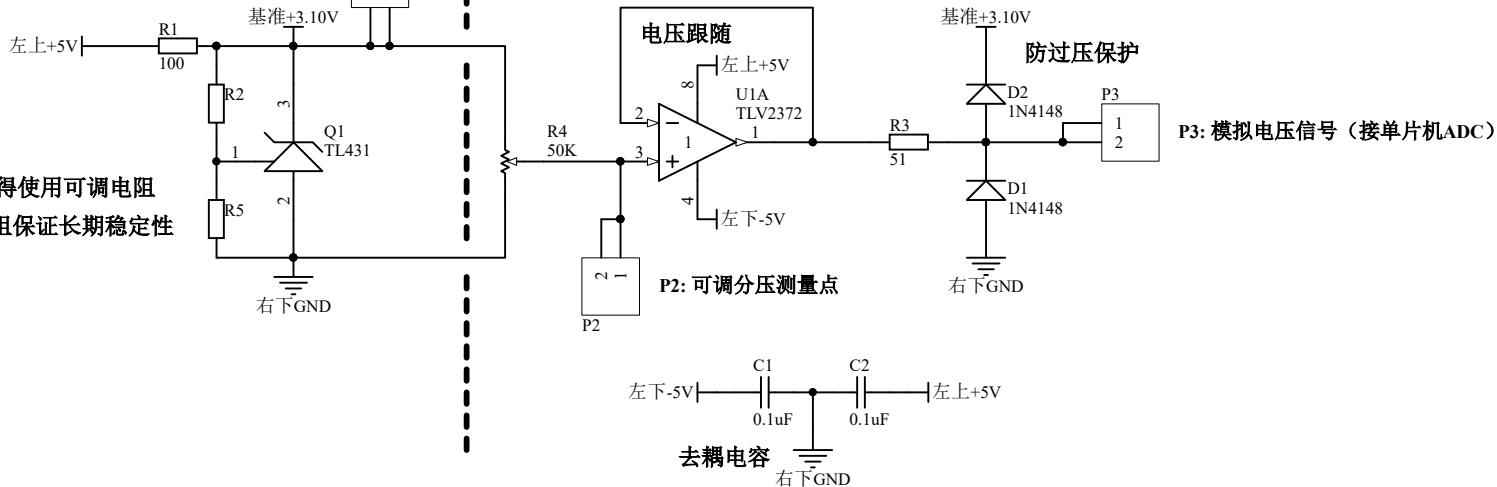 基准+3.10V
左上+5V
R1
100
R2
3
Q1
TL431
1
得使用可调电阻
阻保证长期稳定性
R5
2
右下GND
电压跟随
左上+5V
8
U1A
TLV2372
2
1
1
3
R4
50K
4
左下-5V
2
1
P2
P2: 可调分压测量点
基准+3.10V
防过压保护
D2
1N4148
R3
51
P3
1
2
P3: 模拟电压信号（接单片机ADC）
D1
1N4148
右下GND
C1
C2
左下-5V
左上+5V
0.1uF
0.1uF
去耦电容
右下GND